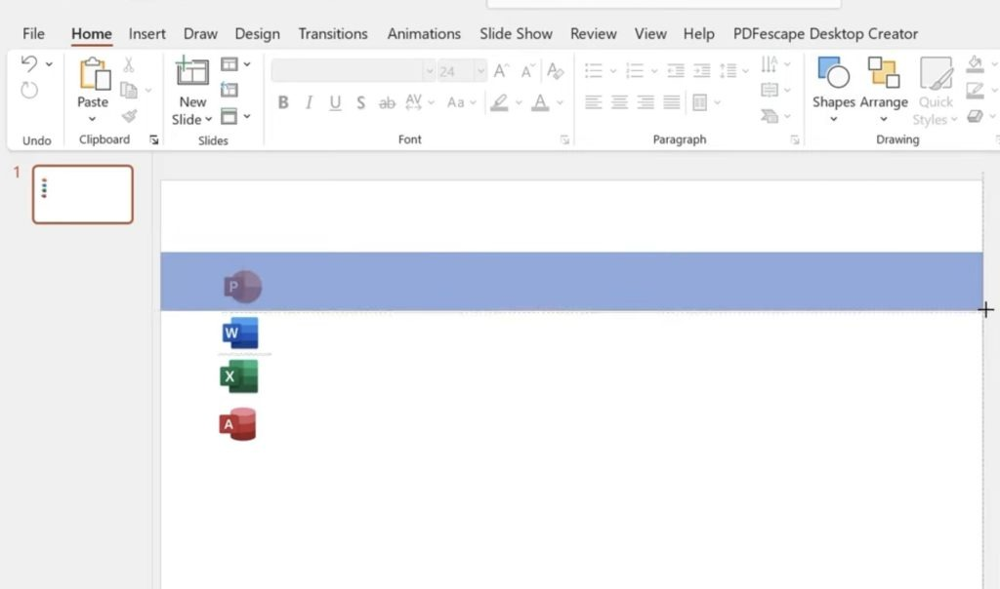 File Home Insert Draw Design Transitions Animations Slide Show Review View Help PDFescape Desktop Creator
24 A A A
Paste New Slide B I U S ab AV Aa A Shapes Arrange Quick Styles
Undo Clipboard Slides Font Paragraph Drawing
1
P
W
X
A